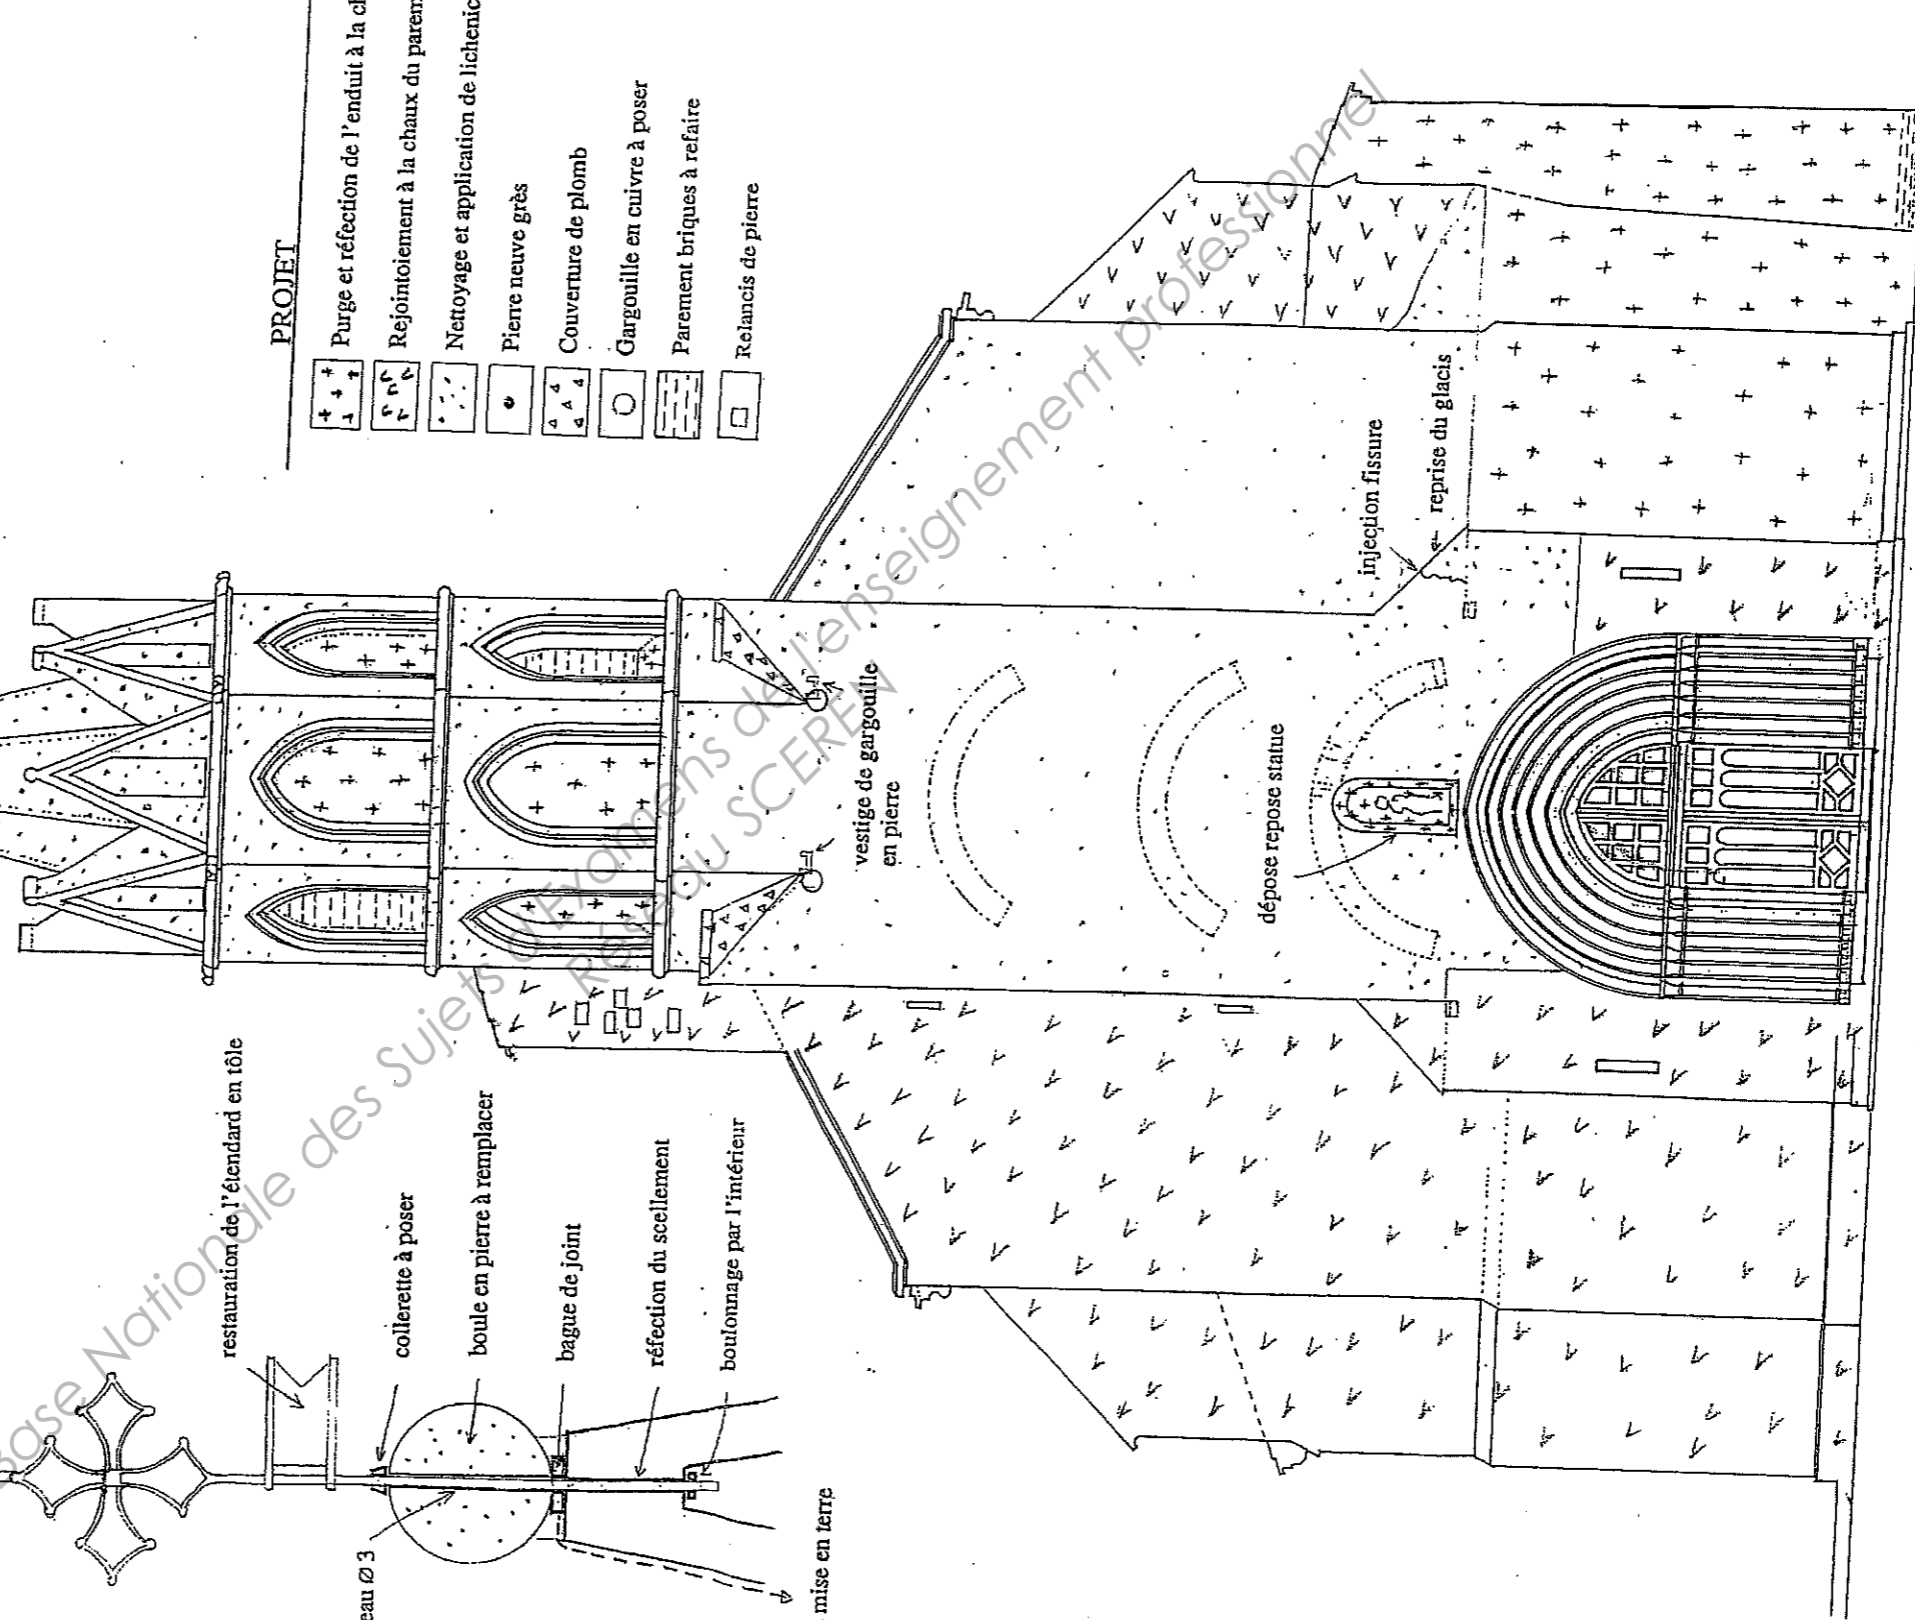 PROJET
Purge et réfection de l'enduit à la
Rejointoiement à la chaux du
Nettoyage et application de
Pierre neuve grès
Couverture de plomb
Gargouille en cuivre à poser
Parement briques à refaire
Relancis de pierre
restauration de l'étendard en tôle
collerette à poser
boule en pierre à remplacer
bague de joint
réfection du scellement
boulonnage par l'intérieur
Ø 3
mise en terre
vestige de gargouille
en pierre
dépose repose statue
injection fissure
reprise du glacis
Base Nationale des Sujets d'Examens de l'enseignement professionnel
Réseau SCEREN